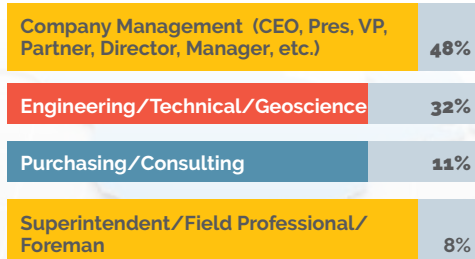 Company Management (CEO, Pres, VP,
Partner, Director, Manager, etc.) 48%
Engineering/Technical/Geoscience 32%
Purchasing/Consulting 11%
Superintendent/Field Professional/
Foreman 8%